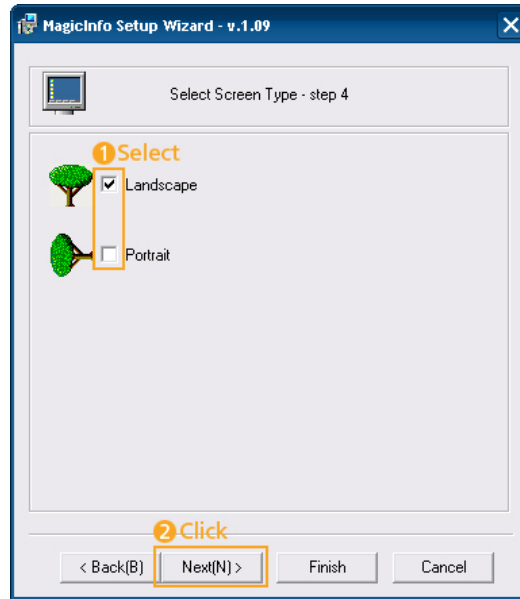 MagicInfo Setup Wizard - v.1.09
Select Screen Type - step 4
1 Select
Landscape
Portrait
2 Click
< Back(B) Next(N) > Finish Cancel